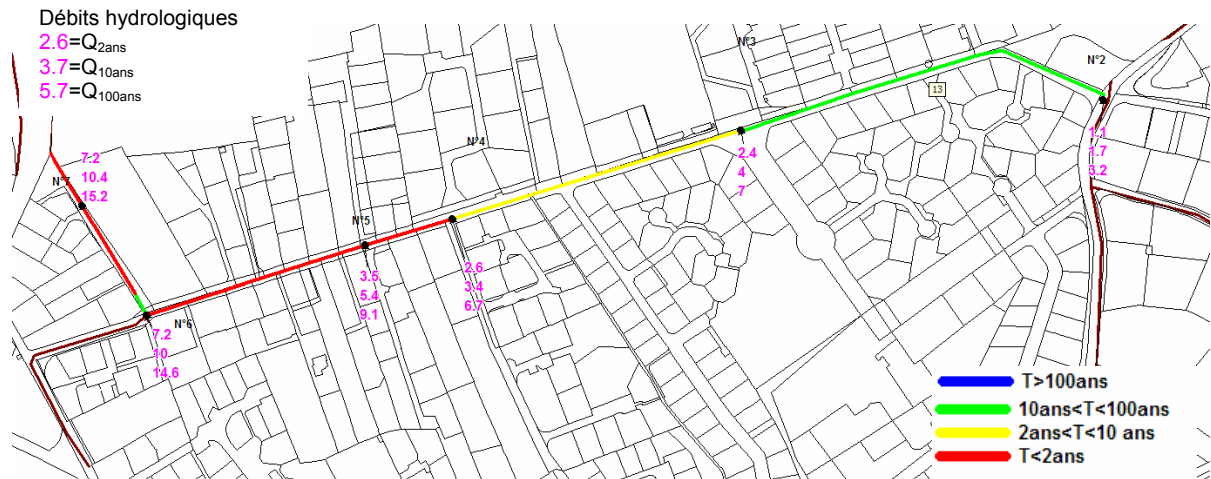 Débits hydrologiques
2.6=Q2ans
3.7=Q10ans
5.7=Q100ans
N°3
N°2
13
1.1
1.7
3.2
N°4
2.4
4
7
7.2
10.4
15.2
N°7
N°5
3.5
5.4
9.1
2.6
3.4
6.7
N°6
7.2
10
14.6
T>100ans
10ans<T<100ans
2ans<T<10 ans
T<2ans